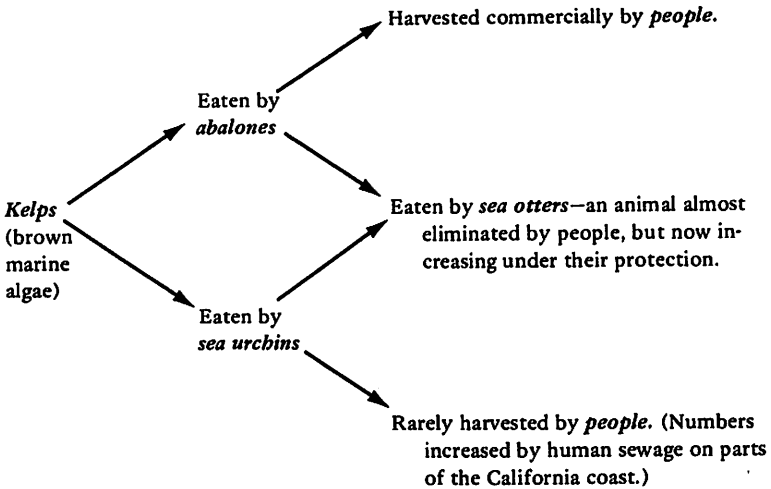 Harvested commercially by people.
Eaten by
abalones
Kelps
(brown
marine
algae)
Eaten by sea otters—an animal almost
eliminated by people, but now in-
creasing under their protection.
Eaten by
sea urchins
Rarely harvested by people. (Numbers
increased by human sewage on parts
of the California coast.)